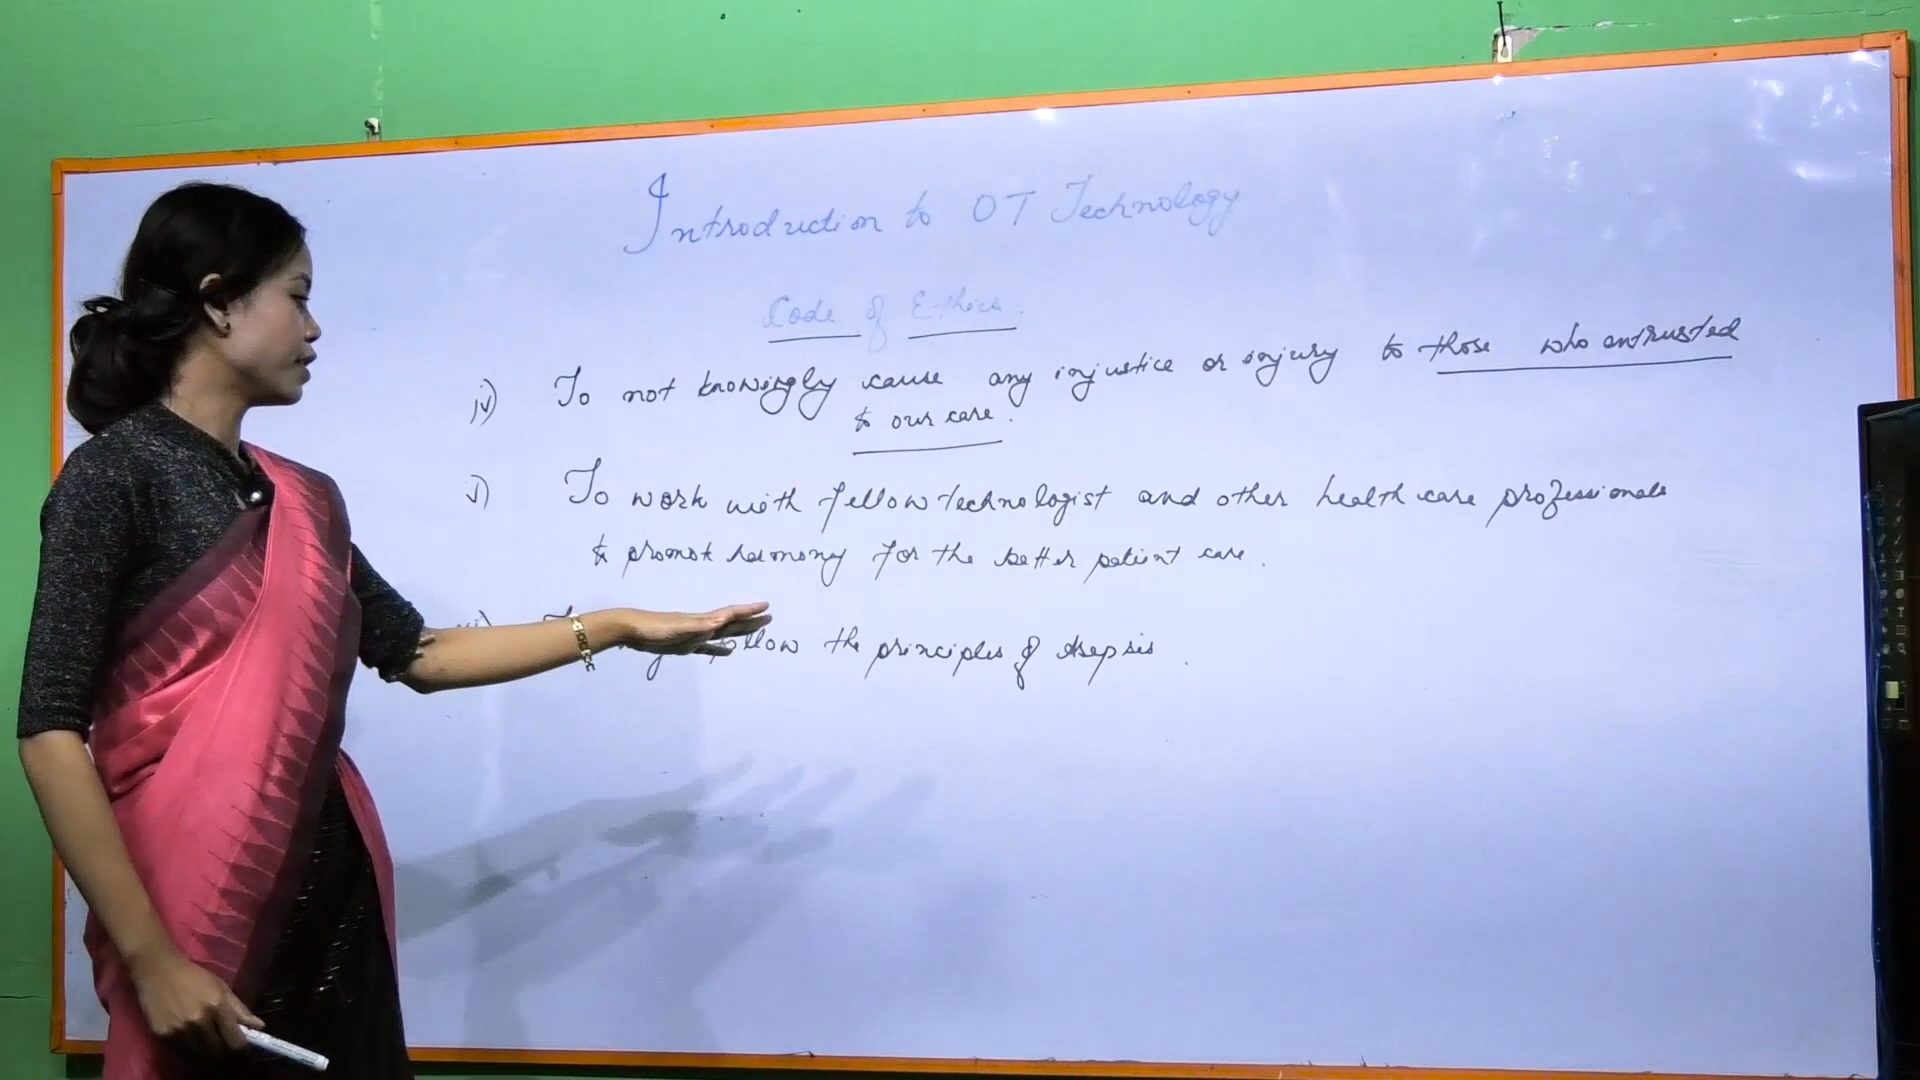 Introduction to OT Technology
Code of Ethics.
iv) To not knowingly cause any injustice or injury to those who entrusted
to our care.
v) To work with fellow technologist and other health care professionals
to promote harmony for the better patient care.
follow the principles of Asepsis.